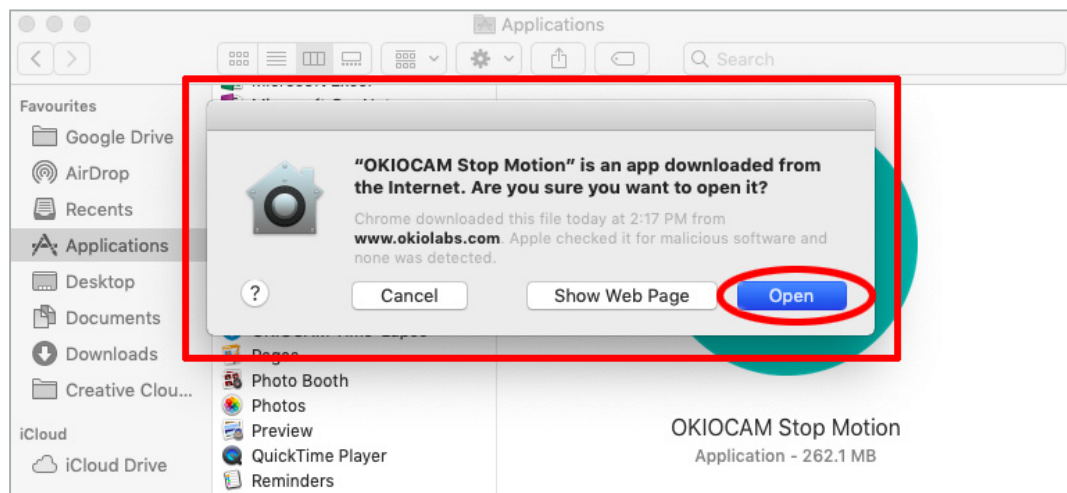 Applications
Search
Favourites
Google Drive
AirDrop
Recents
Applications
Desktop
Documents
Downloads
Creative Clou...
iCloud
iCloud Drive
“OKIOCAM Stop Motion” is an app downloaded from
the Internet. Are you sure you want to open it?
Chrome downloaded this file today at 2:17 PM from
www.okiolabs.com. Apple checked it for malicious software and
none was detected.
?
Cancel
Show Web Page
Open
Pages
Photo Booth
Photos
Preview
QuickTime Player
Reminders
OKIOCAM Stop Motion
Application - 262.1 MB